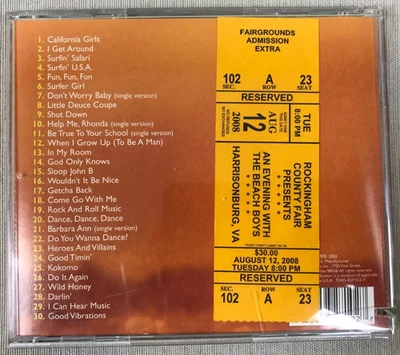 1. California Girls
2. I Get Around
3. Surfin' Safari
4. Surfin' U.S.A.
5. Fun, Fun, Fun
6. Surfer Girl
7. Don't Worry Baby (single version)
8. Little Deuce Coupe
9. Shut Down
10. Help Me, Rhonda (single version)
11. Be True To Your School (single version)
12. When I Grow Up (To Be A Man)
13. In My Room
14. God Only Knows
15. Sloop John B
16. Wouldn't It Be Nice
17. Getcha Back
18. Come Go With Me
19. Rock And Roll Music
20. Dance, Dance, Dance
21. Barbara Ann (single version)
22. Do You Wanna Dance?
23. Heroes And Villains
24. Good Timin'
25. Kokomo
26. Do It Again
27. Wild Honey
28. Darlin'
29. I Can Hear Music
30. Good Vibrations
FAIRGROUNDS
ADMISSION
EXTRA
102 A 23
SEC. ROW SEAT
RESERVED
TUE
8:00 PM
AUG
12
2008
ROCKINGHAM
COUNTY FAIR
PRESENTS
AN EVENING WITH
THE BEACH BOYS
HARRISONBURG, VA
$30.00
AUGUST 12, 2008
TUESDAY 8:00 PM
RESERVED
102 A 23
SEC. ROW SEAT